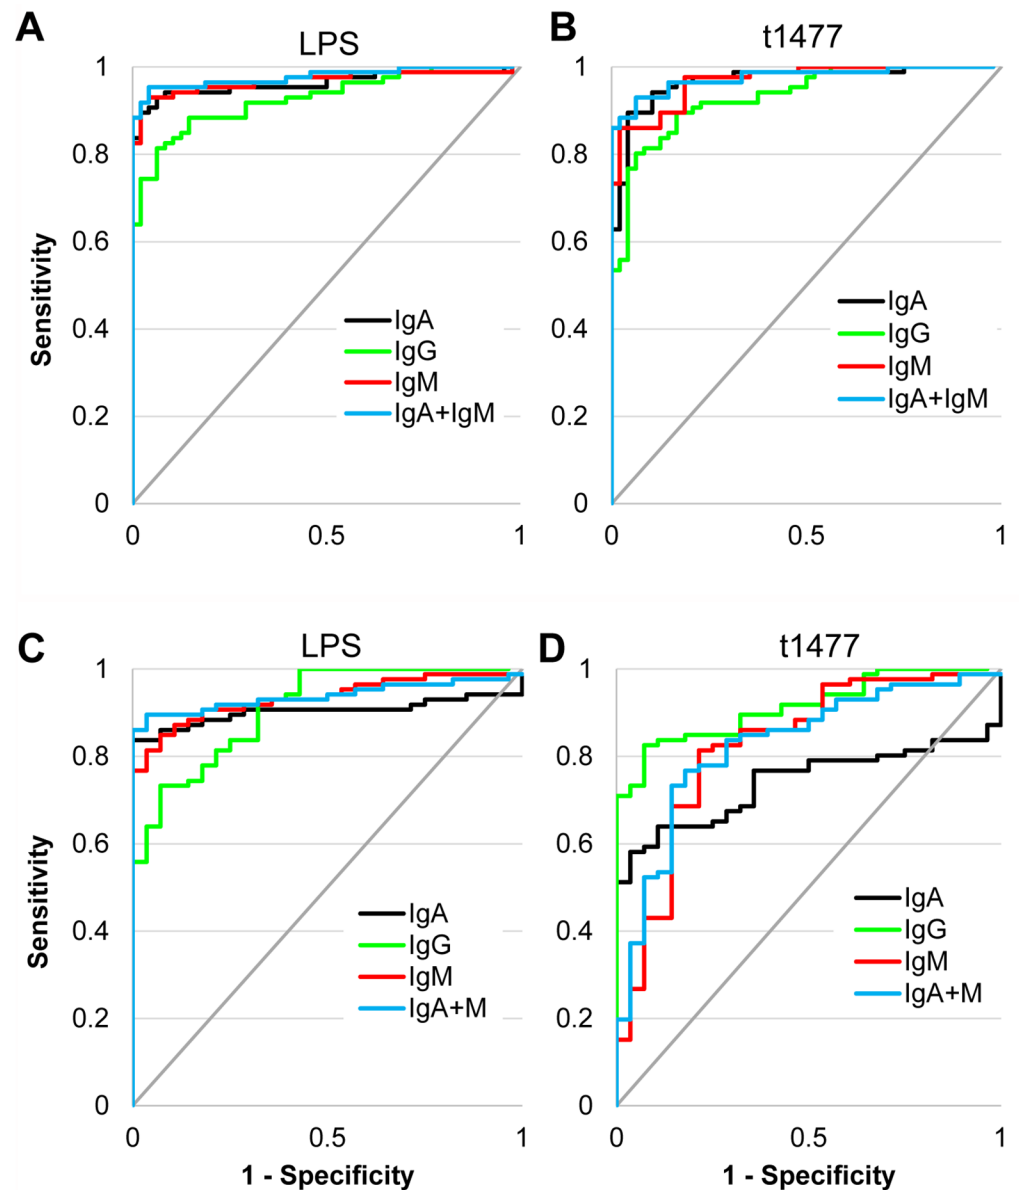 A
LPS
1
0.8
0.6
0.4
0.2
0
0
0.5
1
Sensitivity
IgA
IgG
IgM
IgA+IgM
B
t1477
1
0.8
0.6
0.4
0.2
0
0
0.5
1
IgA
IgG
IgM
IgA+IgM
C
LPS
1
0.8
0.6
0.4
0.2
0
0
0.5
1
Sensitivity
1 - Specificity
IgA
IgG
IgM
IgA+M
D
t1477
1
0.8
0.6
0.4
0.2
0
0
0.5
1
1 - Specificity
IgA
IgG
IgM
IgA+M